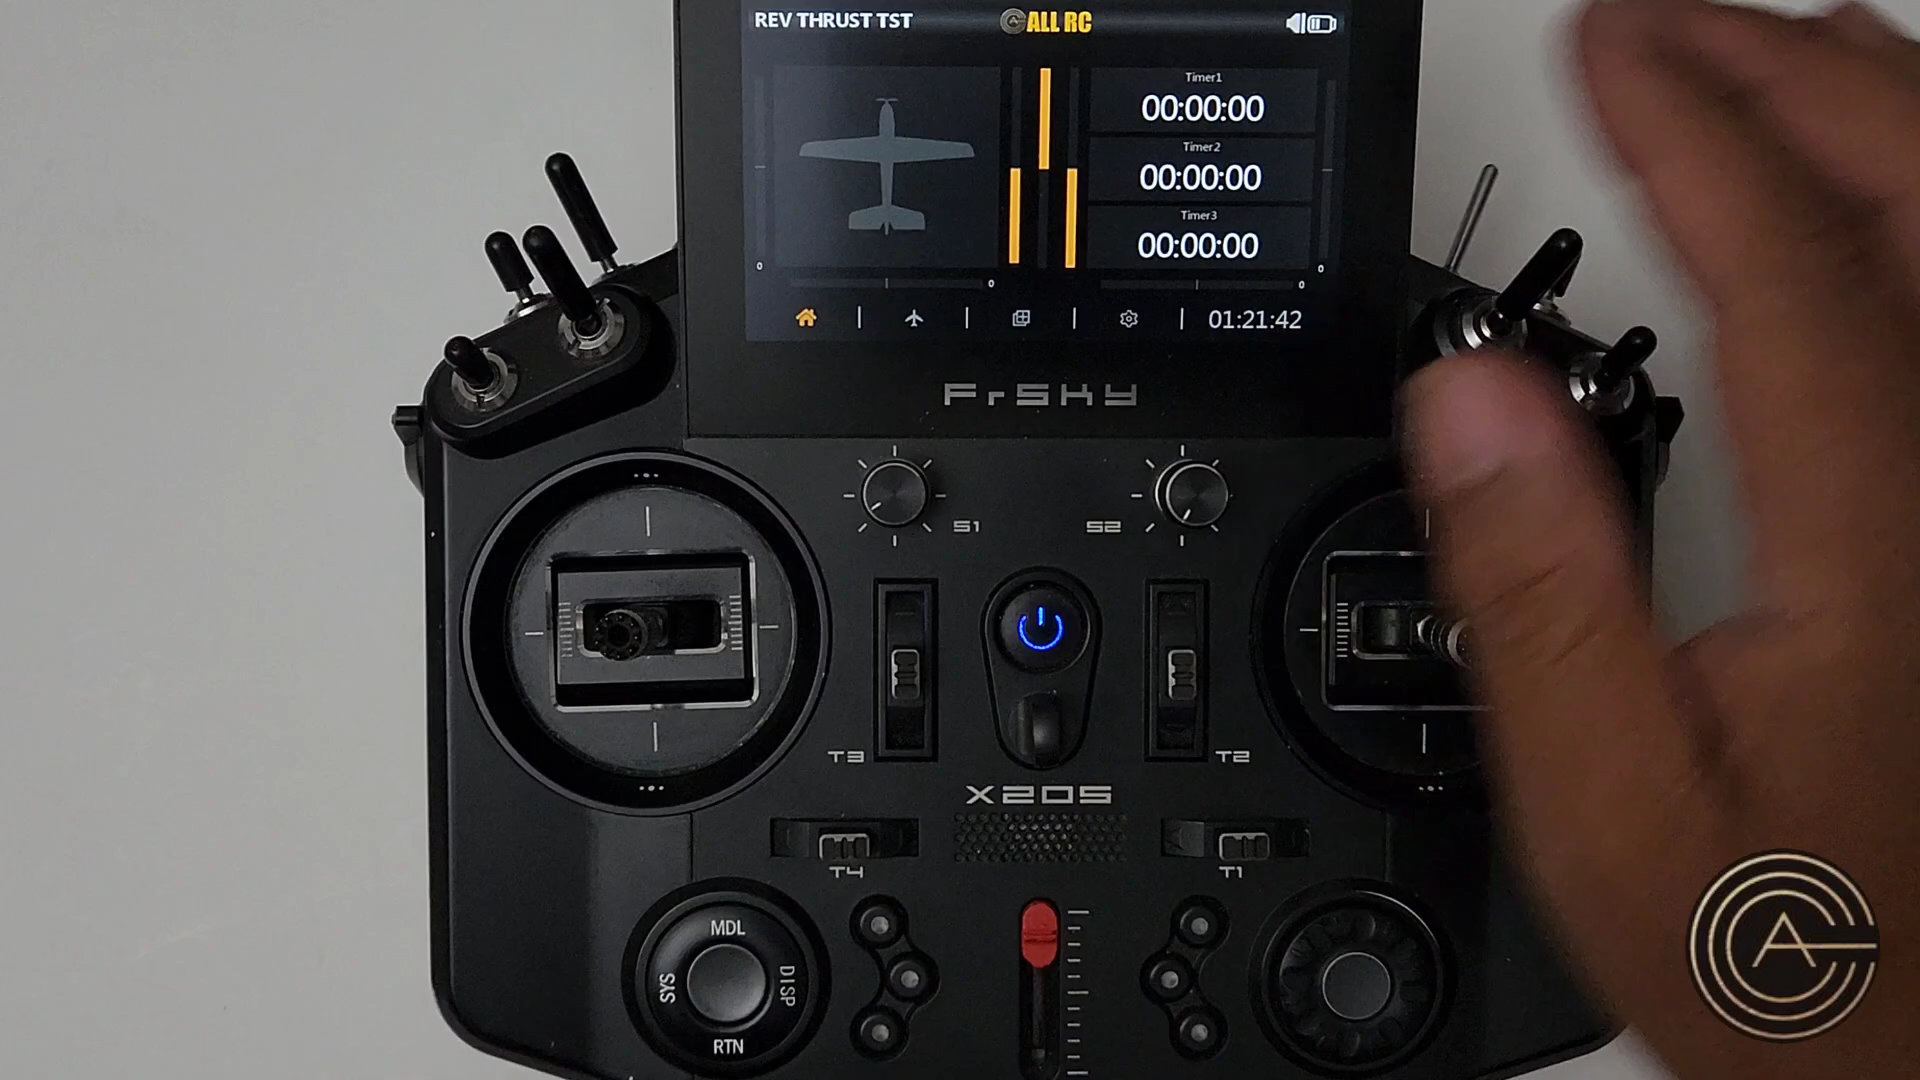 REV THRUST TST
ALL RC
Timer1
00:00:00
Timer2
00:00:00
Timer3
00:00:00
0
0
0
0
01:21:42
FrSKY
S1
S2
T3
T2
X20S
T4
T1
MDL
SYS
DISP
RTN